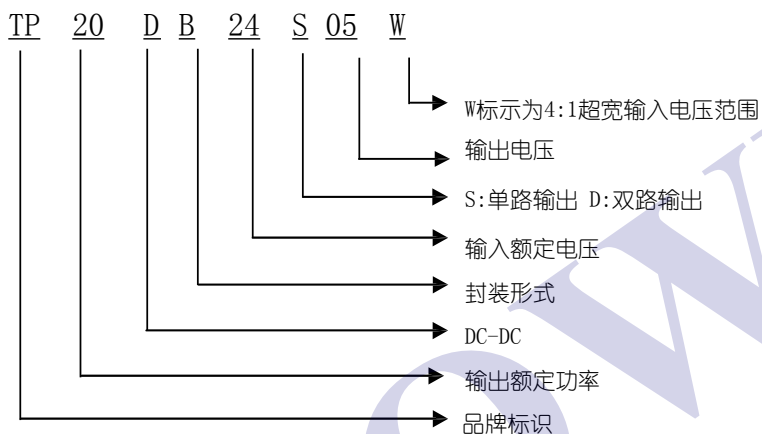 TP 20 D B 24 S 05 W
W标示为4:1超宽输入电压范围
输出电压
S:单路输出 D:双路输出
输入额定电压
封装形式
DC-DC
输出额定功率
品牌标识